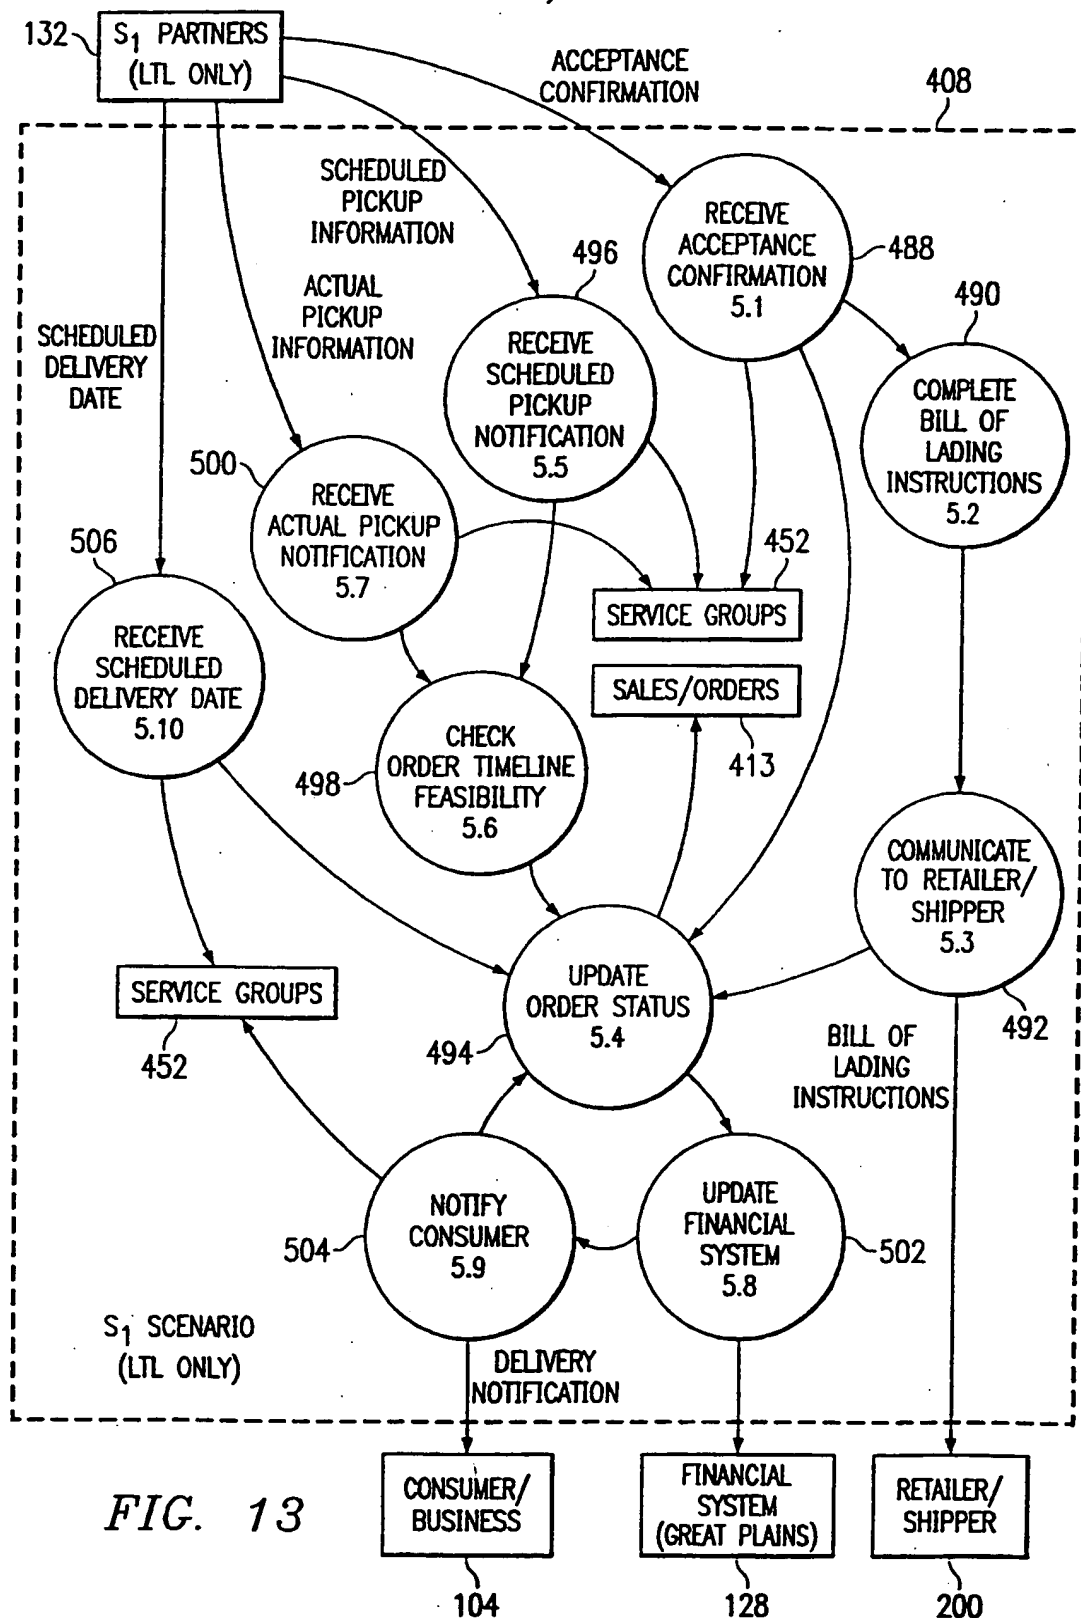 132
S1 PARTNERS
(LTL ONLY)
ACCEPTANCE
CONFIRMATION
408
SCHEDULED
PICKUP
INFORMATION
RECEIVE
ACCEPTANCE
CONFIRMATION
5.1
488
496
ACTUAL
PICKUP
INFORMATION
490
SCHEDULED
DELIVERY
DATE
RECEIVE
SCHEDULED
PICKUP
NOTIFICATION
5.5
COMPLETE
BILL OF
LADING
INSTRUCTIONS
5.2
500
RECEIVE
ACTUAL PICKUP
NOTIFICATION
5.7
506
452
SERVICE GROUPS
RECEIVE
SCHEDULED
DELIVERY DATE
5.10
SALES/ORDERS
413
498
CHECK
ORDER TIMELINE
FEASIBILITY
5.6
COMMUNICATE
TO RETAILER/
SHIPPER
5.3
492
SERVICE GROUPS
452
UPDATE
ORDER STATUS
5.4
494
BILL OF
LADING
INSTRUCTIONS
504
NOTIFY
CONSUMER
5.9
UPDATE
FINANCIAL
SYSTEM
5.8
502
S1 SCENARIO
(LTL ONLY)
DELIVERY
NOTIFICATION
FIG. 13
CONSUMER/
BUSINESS
104
FINANCIAL
SYSTEM
(GREAT PLAINS)
128
RETAILER/
SHIPPER
200